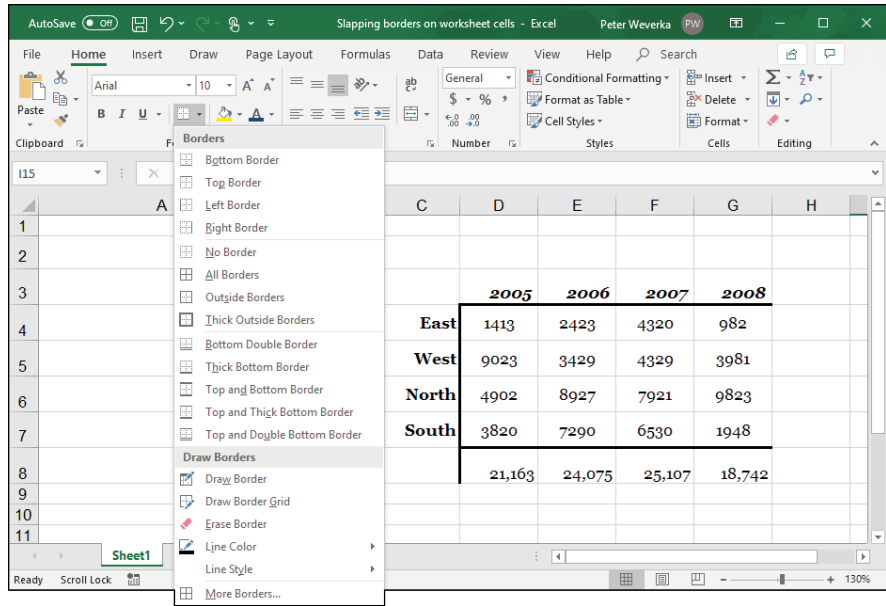 AutoSave Off Slapping borders on worksheet cells - Excel Peter Weverka PW
File Home Insert Draw Page Layout Formulas Data Review View Help Search
Arial 10 A A ab General Conditional Formatting Insert
Paste B I U A $ % , Format as Table Delete
Cell Styles Format
Clipboard Number Styles Cells Editing
I15
Borders
Bottom Border
Top Border
Left Border
Right Border
No Border
All Borders
Outside Borders
Thick Outside Borders
Bottom Double Border
Thick Bottom Border
Top and Bottom Border
Top and Thick Bottom Border
Top and Double Bottom Border
Draw Borders
Draw Border
Draw Border Grid
Erase Border
Line Color
Line Style
More Borders...
A C D E F G H
1
2
3 2005 2006 2007 2008
4 East 1413 2423 4320 982
5 West 9023 3429 4329 3981
6 North 4902 8927 7921 9823
7 South 3820 7290 6530 1948
8 21,163 24,075 25,107 18,742
9
10
11
Sheet1
Ready Scroll Lock 130%